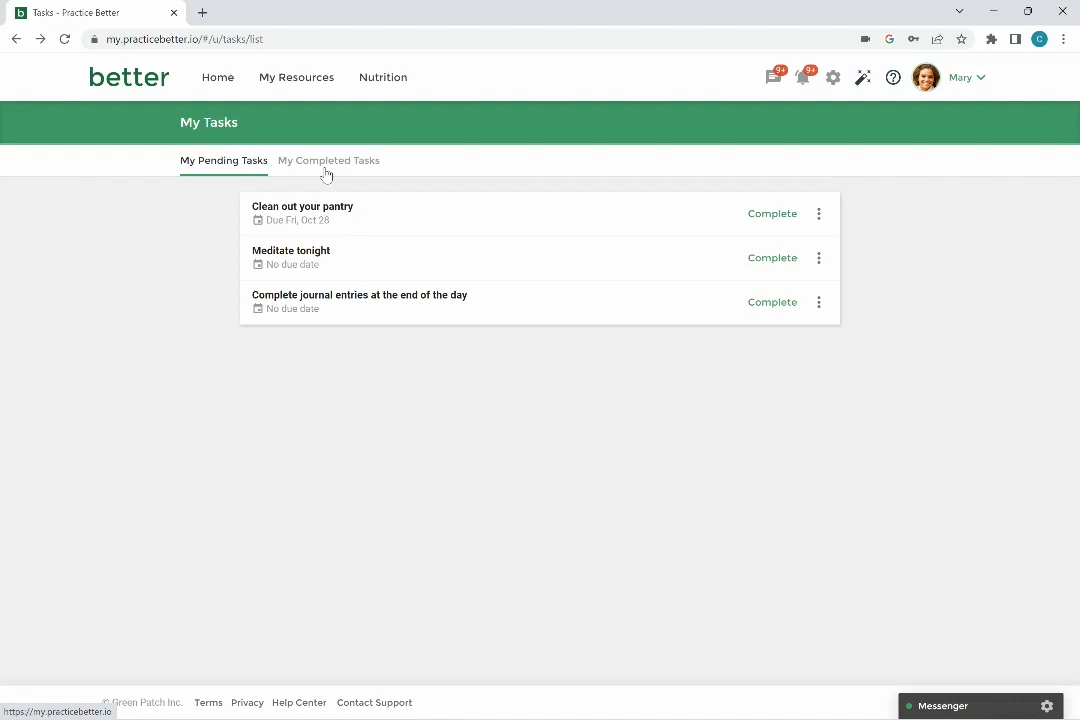 Tasks - Practice Better
my.practicebetter.io/#/u/tasks/list
C
better
Home
My Resources
Nutrition
9+
9+
Mary
My Tasks
My Pending Tasks
My Completed Tasks
Clean out your pantry
Due Fri, Oct 28
Complete
Meditate tonight
No due date
Complete
Complete journal entries at the end of the day
No due date
Complete
© Green Patch Inc.
Terms
Privacy
Help Center
Contact Support
https://my.practicebetter.io
Messenger